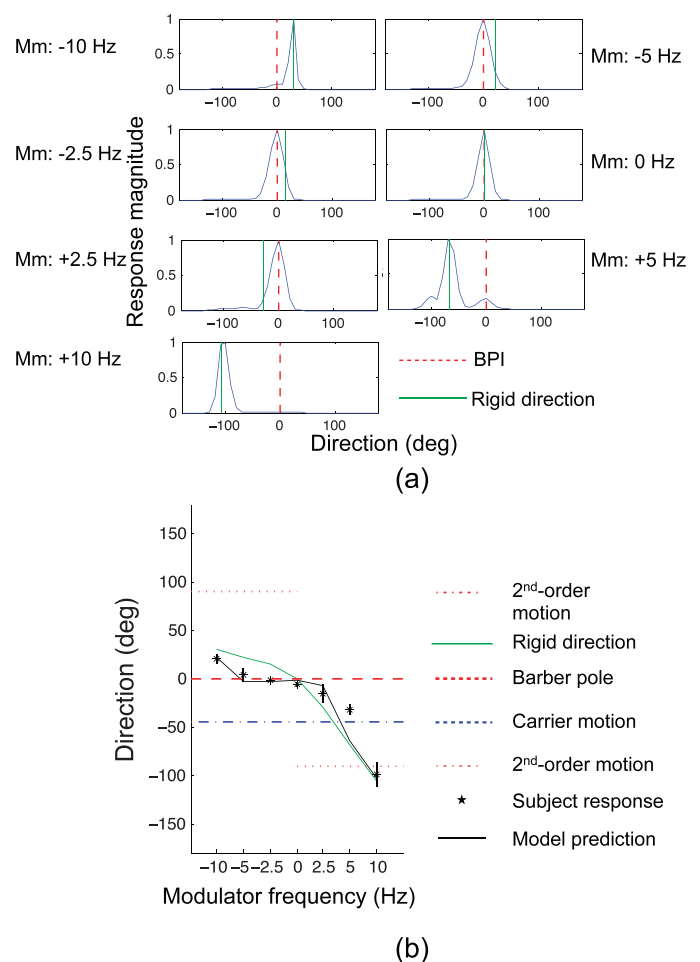 Mm: -10 Hz
Mm: -5 Hz
1
0.5
0
−100
0
100
1
0.5
0
−100
0
100
Mm: -2.5 Hz
Mm: 0 Hz
1
0.5
0
−100
0
100
1
0.5
0
−100
0
100
Response magnitude
Mm: +2.5 Hz
Mm: +5 Hz
1
0.5
0
−100
0
100
−100
0
100
Mm: +10 Hz
1
0.5
0
−100
0
100
BPI
Rigid direction
Direction (deg)
(a)
150
100
50
0
−50
−100
−150
Direction (deg)
−10
−5
−2.5
0
2.5
5
10
Modulator frequency (Hz)
2nd-order
motion
Rigid direction
Barber pole
Carrier motion
2nd-order motion
Subject response
Model prediction
(b)